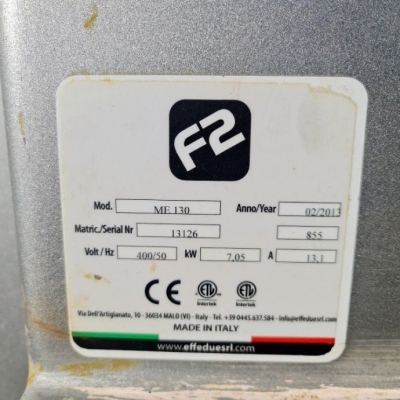 F2
Mod. ME 130 Anno/Year 02/2013
Matric./Serial Nr 13126 855
Volt / Hz 400/50 kW 7,05 A 13,1
CE ETL Intertek ETL Intertek
Via Dell'Artigianato, 10 - 36034 MALO (VI) - Italy - Tel. +39 0445.637.584 - info@effeduesrl.com
MADE IN ITALY
www.effeduesrl.com